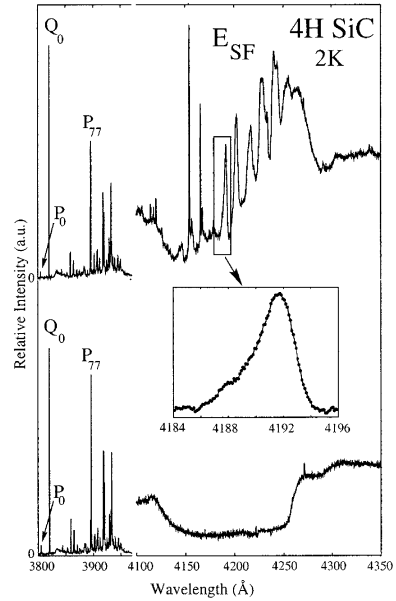 Q₀
E_SF
4H SiC
2K
P₇₇
P₀
0
4184 4188 4192 4196
Relative Intensity (a.u.)
Q₀
P₇₇
P₀
0
3800 3900 4100 4150 4200 4250 4300 4350
Wavelength (Å)